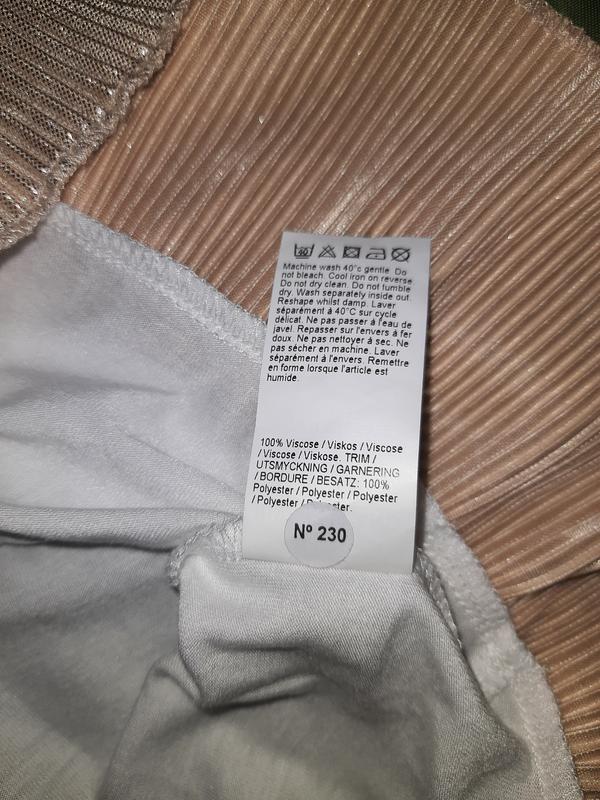 40
Machine wash 40°c gentle. Do
not bleach. Cool iron on reverse
Do not dry clean. Do not tumble
dry. Wash separately inside out.
Reshape whilst damp. Laver
séparément à 40°C sur cycle
délicat. Ne pas passer à l'eau de
javel. Repasser sur l'envers à fer
doux. Ne pas nettoyer à sec. Ne
pas sécher en machine. Laver
séparément à l'envers. Remettre
en forme lorsque l'article est
humide.
100% Viscose / Viskos / Viscose
/ Viscose / Viskose. TRIM /
UTSMYCKNING / GARNERING
/ BORDURE / BESATZ: 100%
Polyester / Polyester / Polyester
/ Polyester / Polyester.
Nº 230